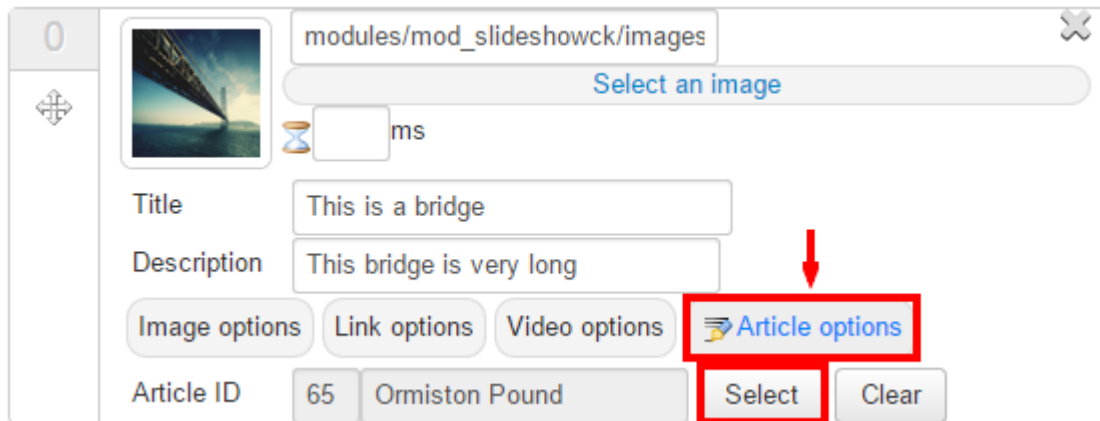 0
modules/mod_slideshowck/images
Select an image
ms
Title This is a bridge
Description This bridge is very long
Image options Link options Video options Article options
Article ID 65 Ormiston Pound Select Clear